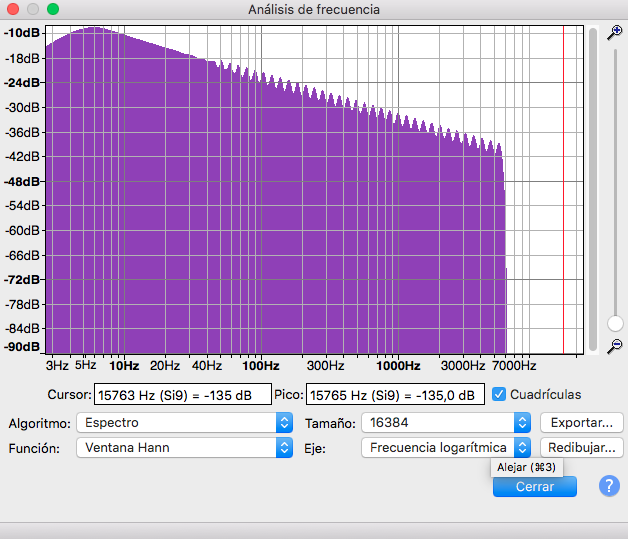 Análisis de frecuencia
-10dB
-18dB
-24dB
-30dB
-36dB
-42dB
-48dB
-54dB
-60dB
-66dB
-72dB
-78dB
-84dB
-90dB
3Hz 5Hz 10Hz 20Hz 40Hz 100Hz 300Hz 1000Hz 3000Hz 7000Hz
Cursor: 15763 Hz (Si9) = -135 dB Pico: 15765 Hz (Si9) = -135,0 dB Cuadrículas
Algoritmo: Espectro Tamaño: 16384 Exportar...
Función: Ventana Hann Eje: Frecuencia logarítmica Redibujar...
Alejar (⌘3)
Cerrar ?